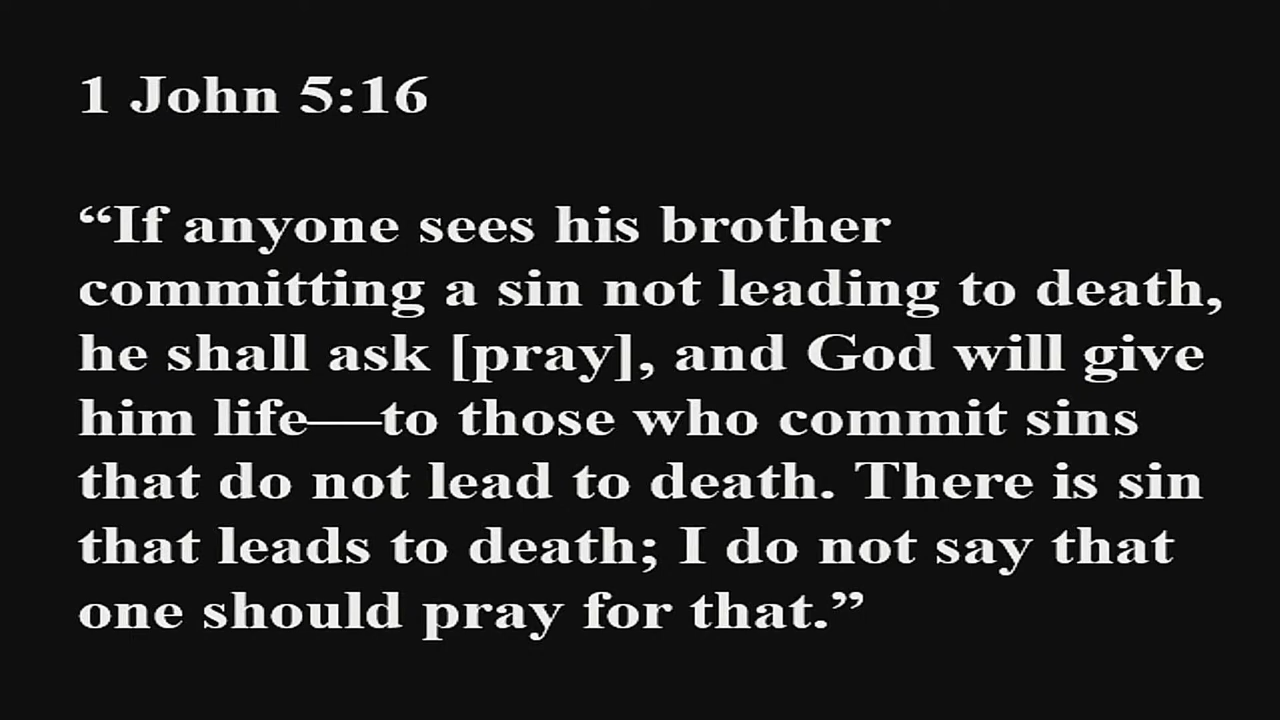 1 John 5:16
“If anyone sees his brother
committing a sin not leading to death,
he shall ask [pray], and God will give
him life—to those who commit sins
that do not lead to death. There is sin
that leads to death; I do not say that
one should pray for that.”